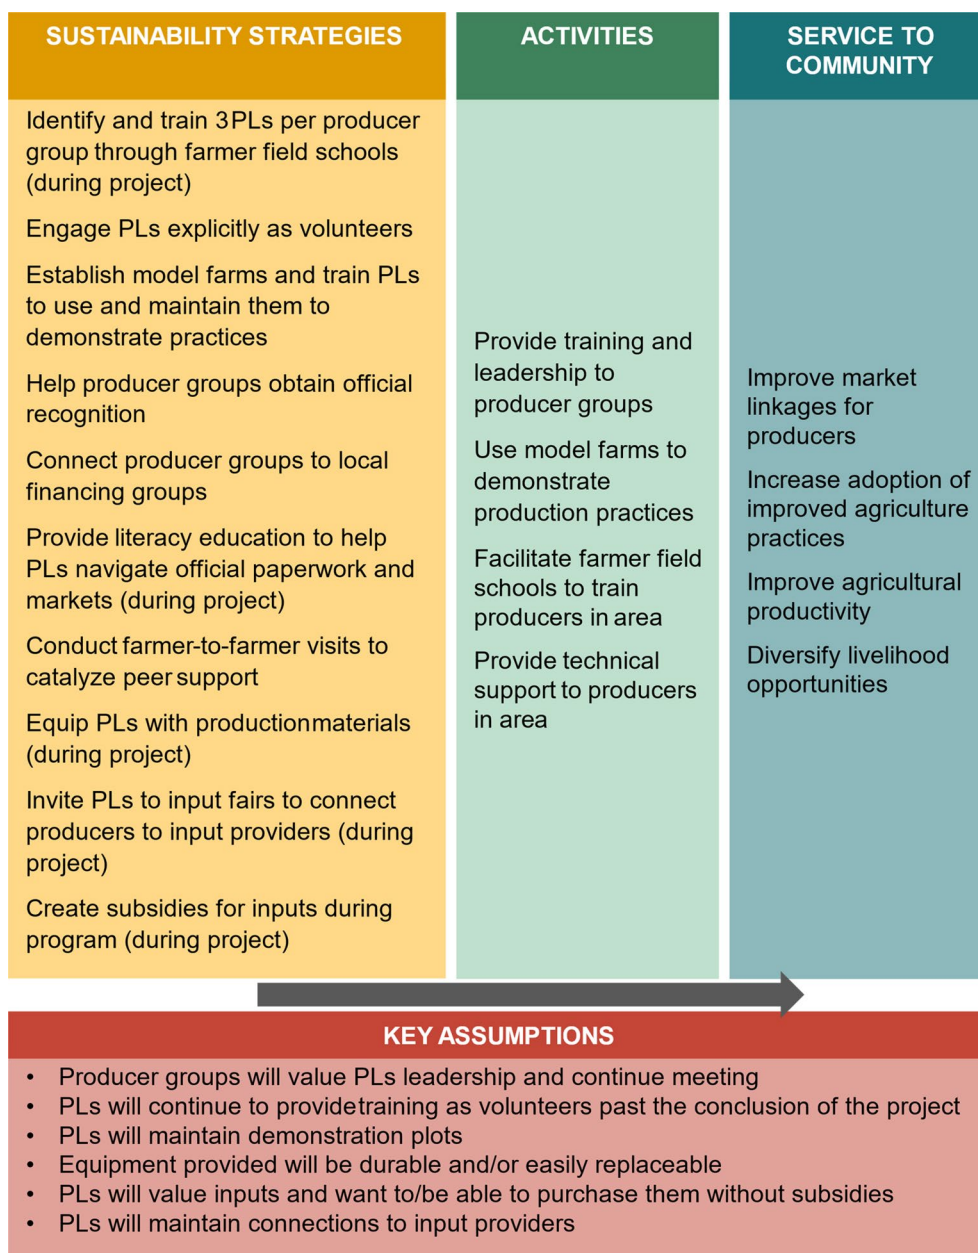 SUSTAINABILITY STRATEGIES
Identify and train 3PLs per producer
group through farmer field schools
(during project)
Engage PLs explicitly as volunteers
Establish model farms and train PLs
to use and maintain them to
demonstrate practices
Help producer groups obtain official
recognition
Connect producer groups to local
financing groups
Provide literacy education to help
PLs navigate official paperwork and
markets (during project)
Conduct farmer-to-farmer visits to
catalyze peer support
Equip PLs with productionmaterials
(during project)
Invite PLs to input fairs to connect
producers to input providers (during
project)
Create subsidies for inputs during
program (during project)
ACTIVITIES
Provide training and
leadership to
producer groups
Use model farms to
demonstrate
production practices
Facilitate farmer field
schools to train
producers in area
Provide technical
support to producers
in area
SERVICE TO
COMMUNITY
Improve market
linkages for
producers
Increase adoption of
improved agriculture
practices
Improve agricultural
productivity
Diversify livelihood
opportunities
KEY ASSUMPTIONS
• Producer groups will value PLs leadership and continue meeting
• PLs will continue to providetraining as volunteers past the conclusion of the project
• PLs will maintain demonstration plots
• Equipment provided will be durable and/or easily replaceable
• PLs will value inputs and want to/be able to purchase them without subsidies
• PLs will maintain connections to input providers